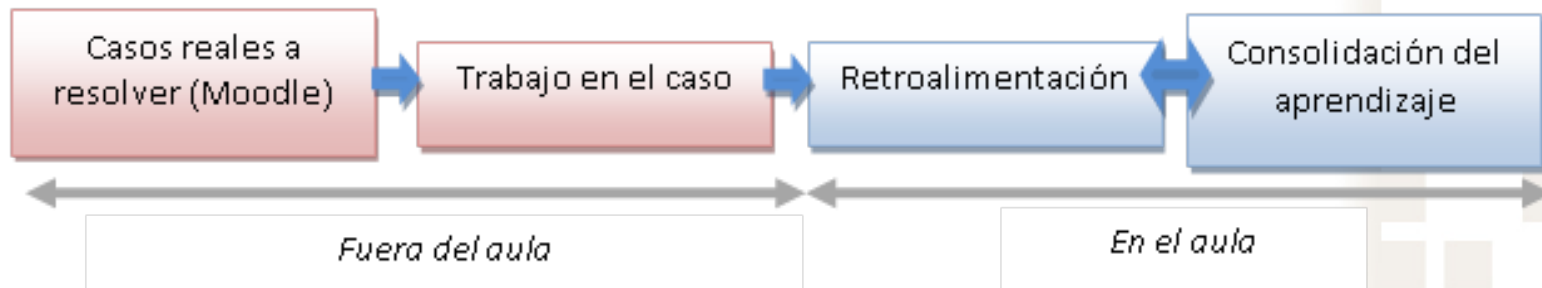 Casos reales a
resolver (Moodle)
Trabajo en el caso
Retroalimentación
Consolidación del
aprendizaje
Fuera del aula
En el aula